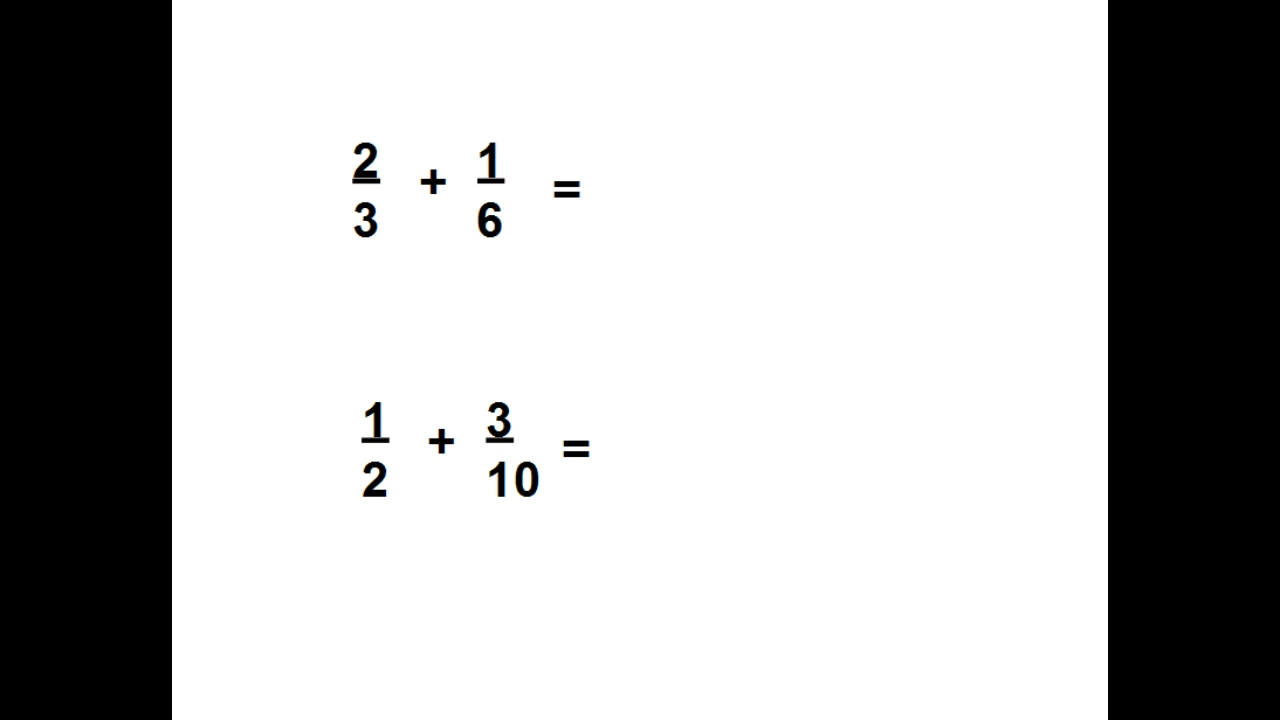 2/3 + 1/6 =
1/2 + 3/10 =